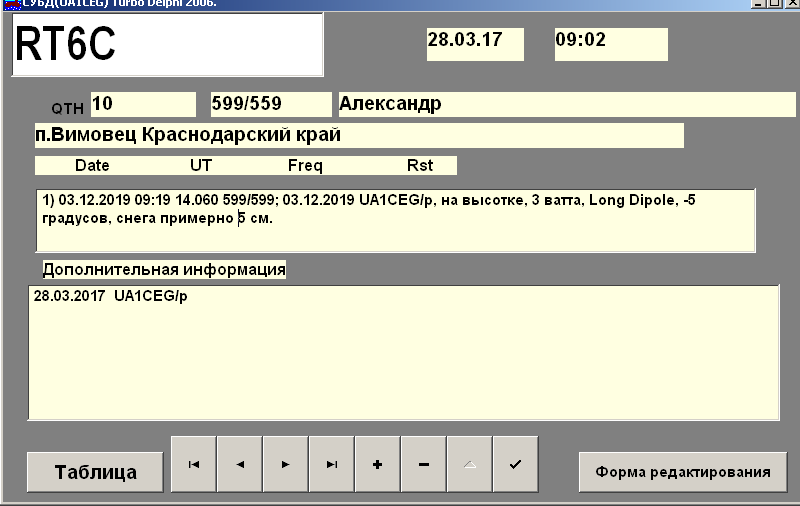 СУБД(UA1CEG) Turbo Delphi 2006.
RT6C
28.03.17 09:02
QTH 10 599/559 Александр
п.Вимовец Краснодарский край
Date UT Freq Rst
1) 03.12.2019 09:19 14.060 599/599; 03.12.2019 UA1CEG/p, на высотке, 3 ватта, Long Dipole, -5
градусов, снега примерно 5 см.
Дополнительная информация
28.03.2017 UA1CEG/p
Таблица
Форма редактирования